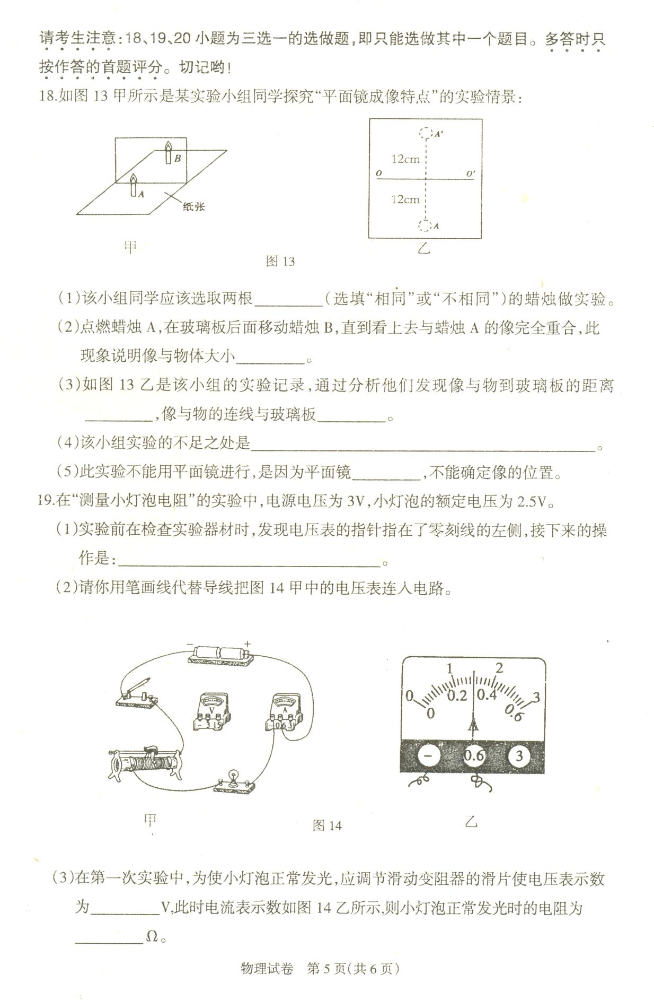 请考生注意:18、19、20 小题为三选一的选做题,即只能选做其中一个题目。多答时只
按作答的首题评分。切记哟!
18.如图 13 甲所示是某实验小组同学探究“平面镜成像特点”的实验情景:
A'
B
12cm
O
O'
A
12cm
纸张
A
甲
乙
图 13
(1)该小组同学应该选取两根________(选填“相同”或“不相同”)的蜡烛做实验。
(2)点燃蜡烛 A,在玻璃板后面移动蜡烛 B,直到看上去与蜡烛 A 的像完全重合,此
现象说明像与物体大小________。
(3)如图 13 乙是该小组的实验记录,通过分析他们发现像与物到玻璃板的距离
________,像与物的连线与玻璃板________。
(4)该小组实验的不足之处是________________________________________。
(5)此实验不能用平面镜进行,是因为平面镜________,不能确定像的位置。
19.在“测量小灯泡电阻”的实验中,电源电压为 3V,小灯泡的额定电压为 2.5V。
(1)实验前在检查实验器材时,发现电压表的指针指在了零刻线的左侧,接下来的操
作是:________________________________。
(2)请你用笔画线代替导线把图 14 甲中的电压表连入电路。
− +
V
− 3 15
A
− 0.6 3
1 2
0 0.2 0.4 3
0 0.6
A
− 0.6 3
甲
图 14
乙
(3)在第一次实验中,为使小灯泡正常发光,应调节滑动变阻器的滑片使电压表示数
为________V,此时电流表示数如图 14 乙所示,则小灯泡正常发光时的电阻为
________Ω。
物理试卷 第 5 页(共 6 页)